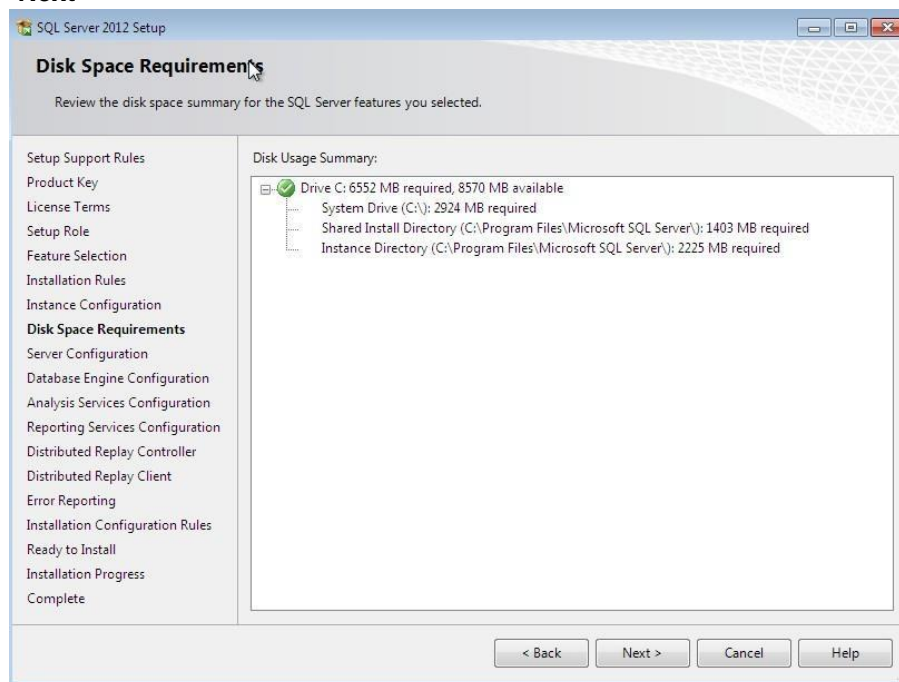 SQL Server 2012 Setup
Disk Space Requirements
Review the disk space summary for the SQL Server features you selected.
Setup Support Rules
Product Key
License Terms
Setup Role
Feature Selection
Installation Rules
Instance Configuration
Disk Space Requirements
Server Configuration
Database Engine Configuration
Analysis Services Configuration
Reporting Services Configuration
Distributed Replay Controller
Distributed Replay Client
Error Reporting
Installation Configuration Rules
Ready to Install
Installation Progress
Complete
Disk Usage Summary:
Drive C: 6552 MB required, 8570 MB available
System Drive (C:\): 2924 MB required
Shared Install Directory (C:\Program Files\Microsoft SQL Server\): 1403 MB required
Instance Directory (C:\Program Files\Microsoft SQL Server\): 2225 MB required
< Back
Next >
Cancel
Help